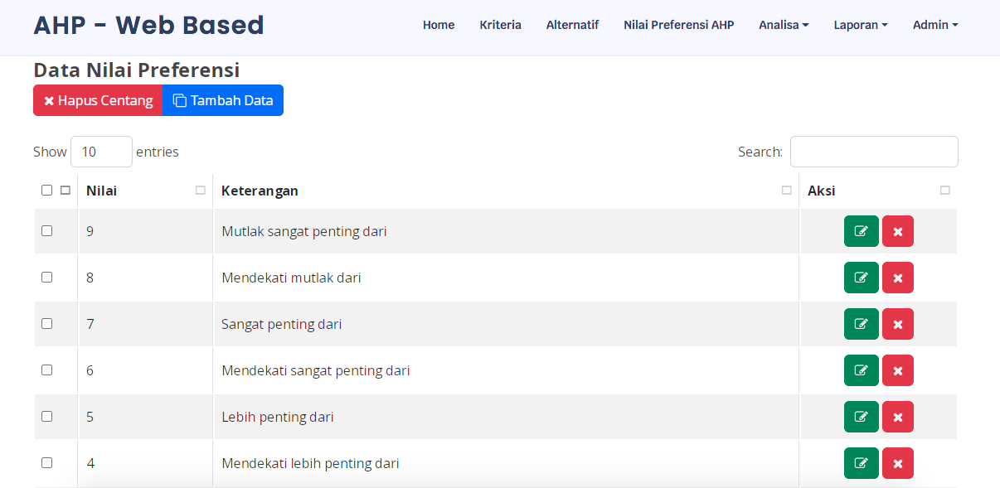 AHP - Web Based
Home Kriteria Alternatif Nilai Preferensi AHP Analisa Laporan Admin
Data Nilai Preferensi
Hapus Centang Tambah Data
Show 10 entries Search:
Nilai Keterangan Aksi
9 Mutlak sangat penting dari
8 Mendekati mutlak dari
7 Sangat penting dari
6 Mendekati sangat penting dari
5 Lebih penting dari
4 Mendekati lebih penting dari